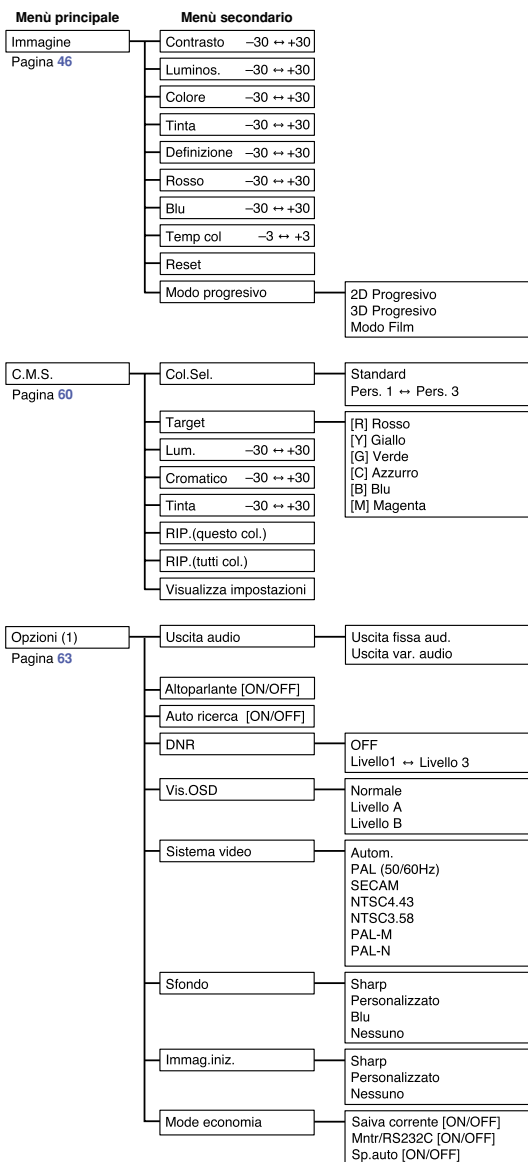 Menù principale Menù secondario
Immagine
Pagina 46
Contrasto –30 ↔ +30
Luminos. –30 ↔ +30
Colore –30 ↔ +30
Tinta –30 ↔ +30
Definizione –30 ↔ +30
Rosso –30 ↔ +30
Blu –30 ↔ +30
Temp col –3 ↔ +3
Reset
Modo progresivo
2D Progresivo
3D Progresivo
Modo Film
C.M.S.
Pagina 60
Col.Sel.
Standard
Pers. 1 ↔ Pers. 3
Target
[R] Rosso
[Y] Giallo
[G] Verde
[C] Azzurro
[B] Blu
[M] Magenta
Lum. –30 ↔ +30
Cromatico –30 ↔ +30
Tinta –30 ↔ +30
RIP.(questo col.)
RIP.(tutti col.)
Visualizza impostazioni
Opzioni (1)
Pagina 63
Uscita audio
Uscita fissa aud.
Uscita var. audio
Altoparlante [ON/OFF]
Auto ricerca [ON/OFF]
DNR
OFF
Livello1 ↔ Livello 3
Vis.OSD
Normale
Livello A
Livello B
Sistema video
Autom.
PAL (50/60Hz)
SECAM
NTSC4.43
NTSC3.58
PAL-M
PAL-N
Sfondo
Sharp
Personalizzato
Blu
Nessuno
Immag.iniz.
Sharp
Personalizzato
Nessuno
Mode economia
Saiva corrente [ON/OFF]
Mntr/RS232C [ON/OFF]
Sp.auto [ON/OFF]